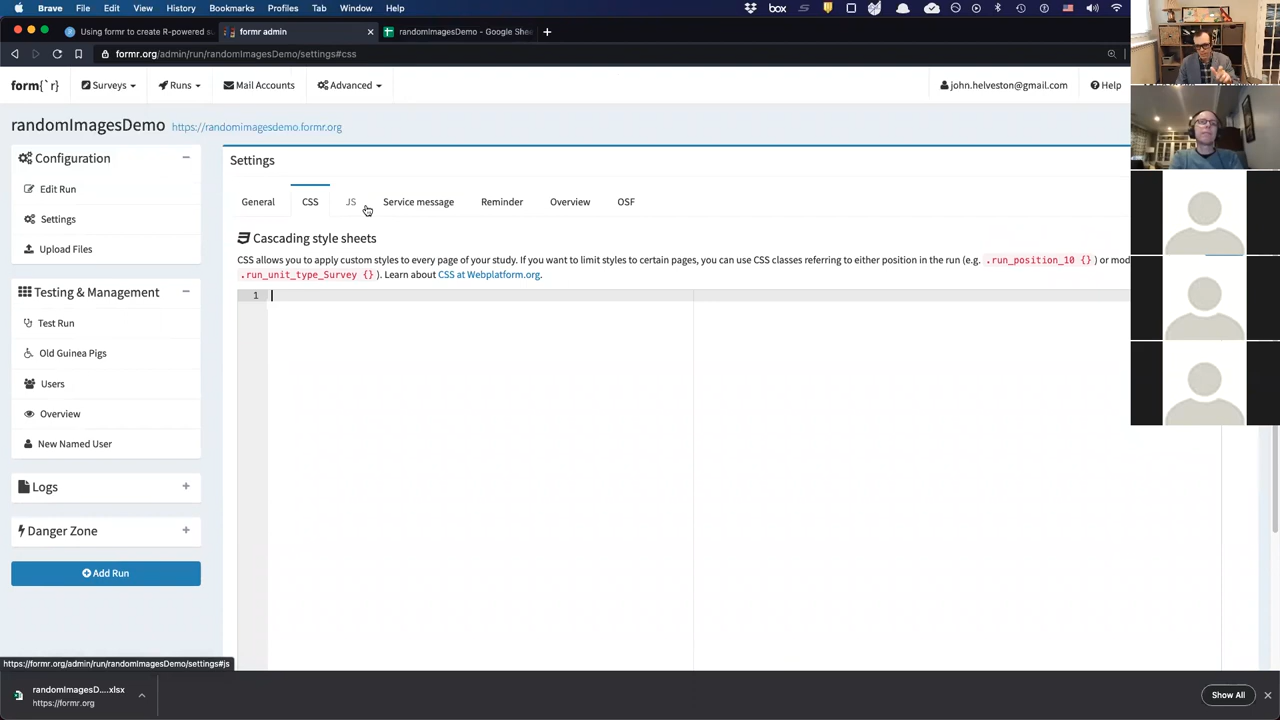 Brave File Edit View History Bookmarks Profiles Tab Window Help
box
Using formr to create R-powered su
formr admin
randomImagesDemo - Google She
formr.org/admin/run/randomImagesDemo/settings#css
form{`r} Surveys Runs Mail Accounts Advanced john.helveston@gmail.com Help
randomImagesDemo https://randomimagesdemo.formr.org
Configuration
Edit Run
Settings
Upload Files
Testing & Management
Test Run
Old Guinea Pigs
Users
Overview
New Named User
Logs
Danger Zone
Add Run
Settings
General CSS JS Service message Reminder Overview OSF
Cascading style sheets
CSS allows you to apply custom styles to every page of your study. If you want to limit styles to certain pages, you can use CSS classes referring to either position in the run (e.g. .run_position_10 {} ) or mod
.run_unit_type_Survey {} ). Learn about CSS at Webplatform.org.
1
https://formr.org/admin/run/randomImagesDemo/settings#js
randomImagesD....xlsx
https://formr.org
Show All